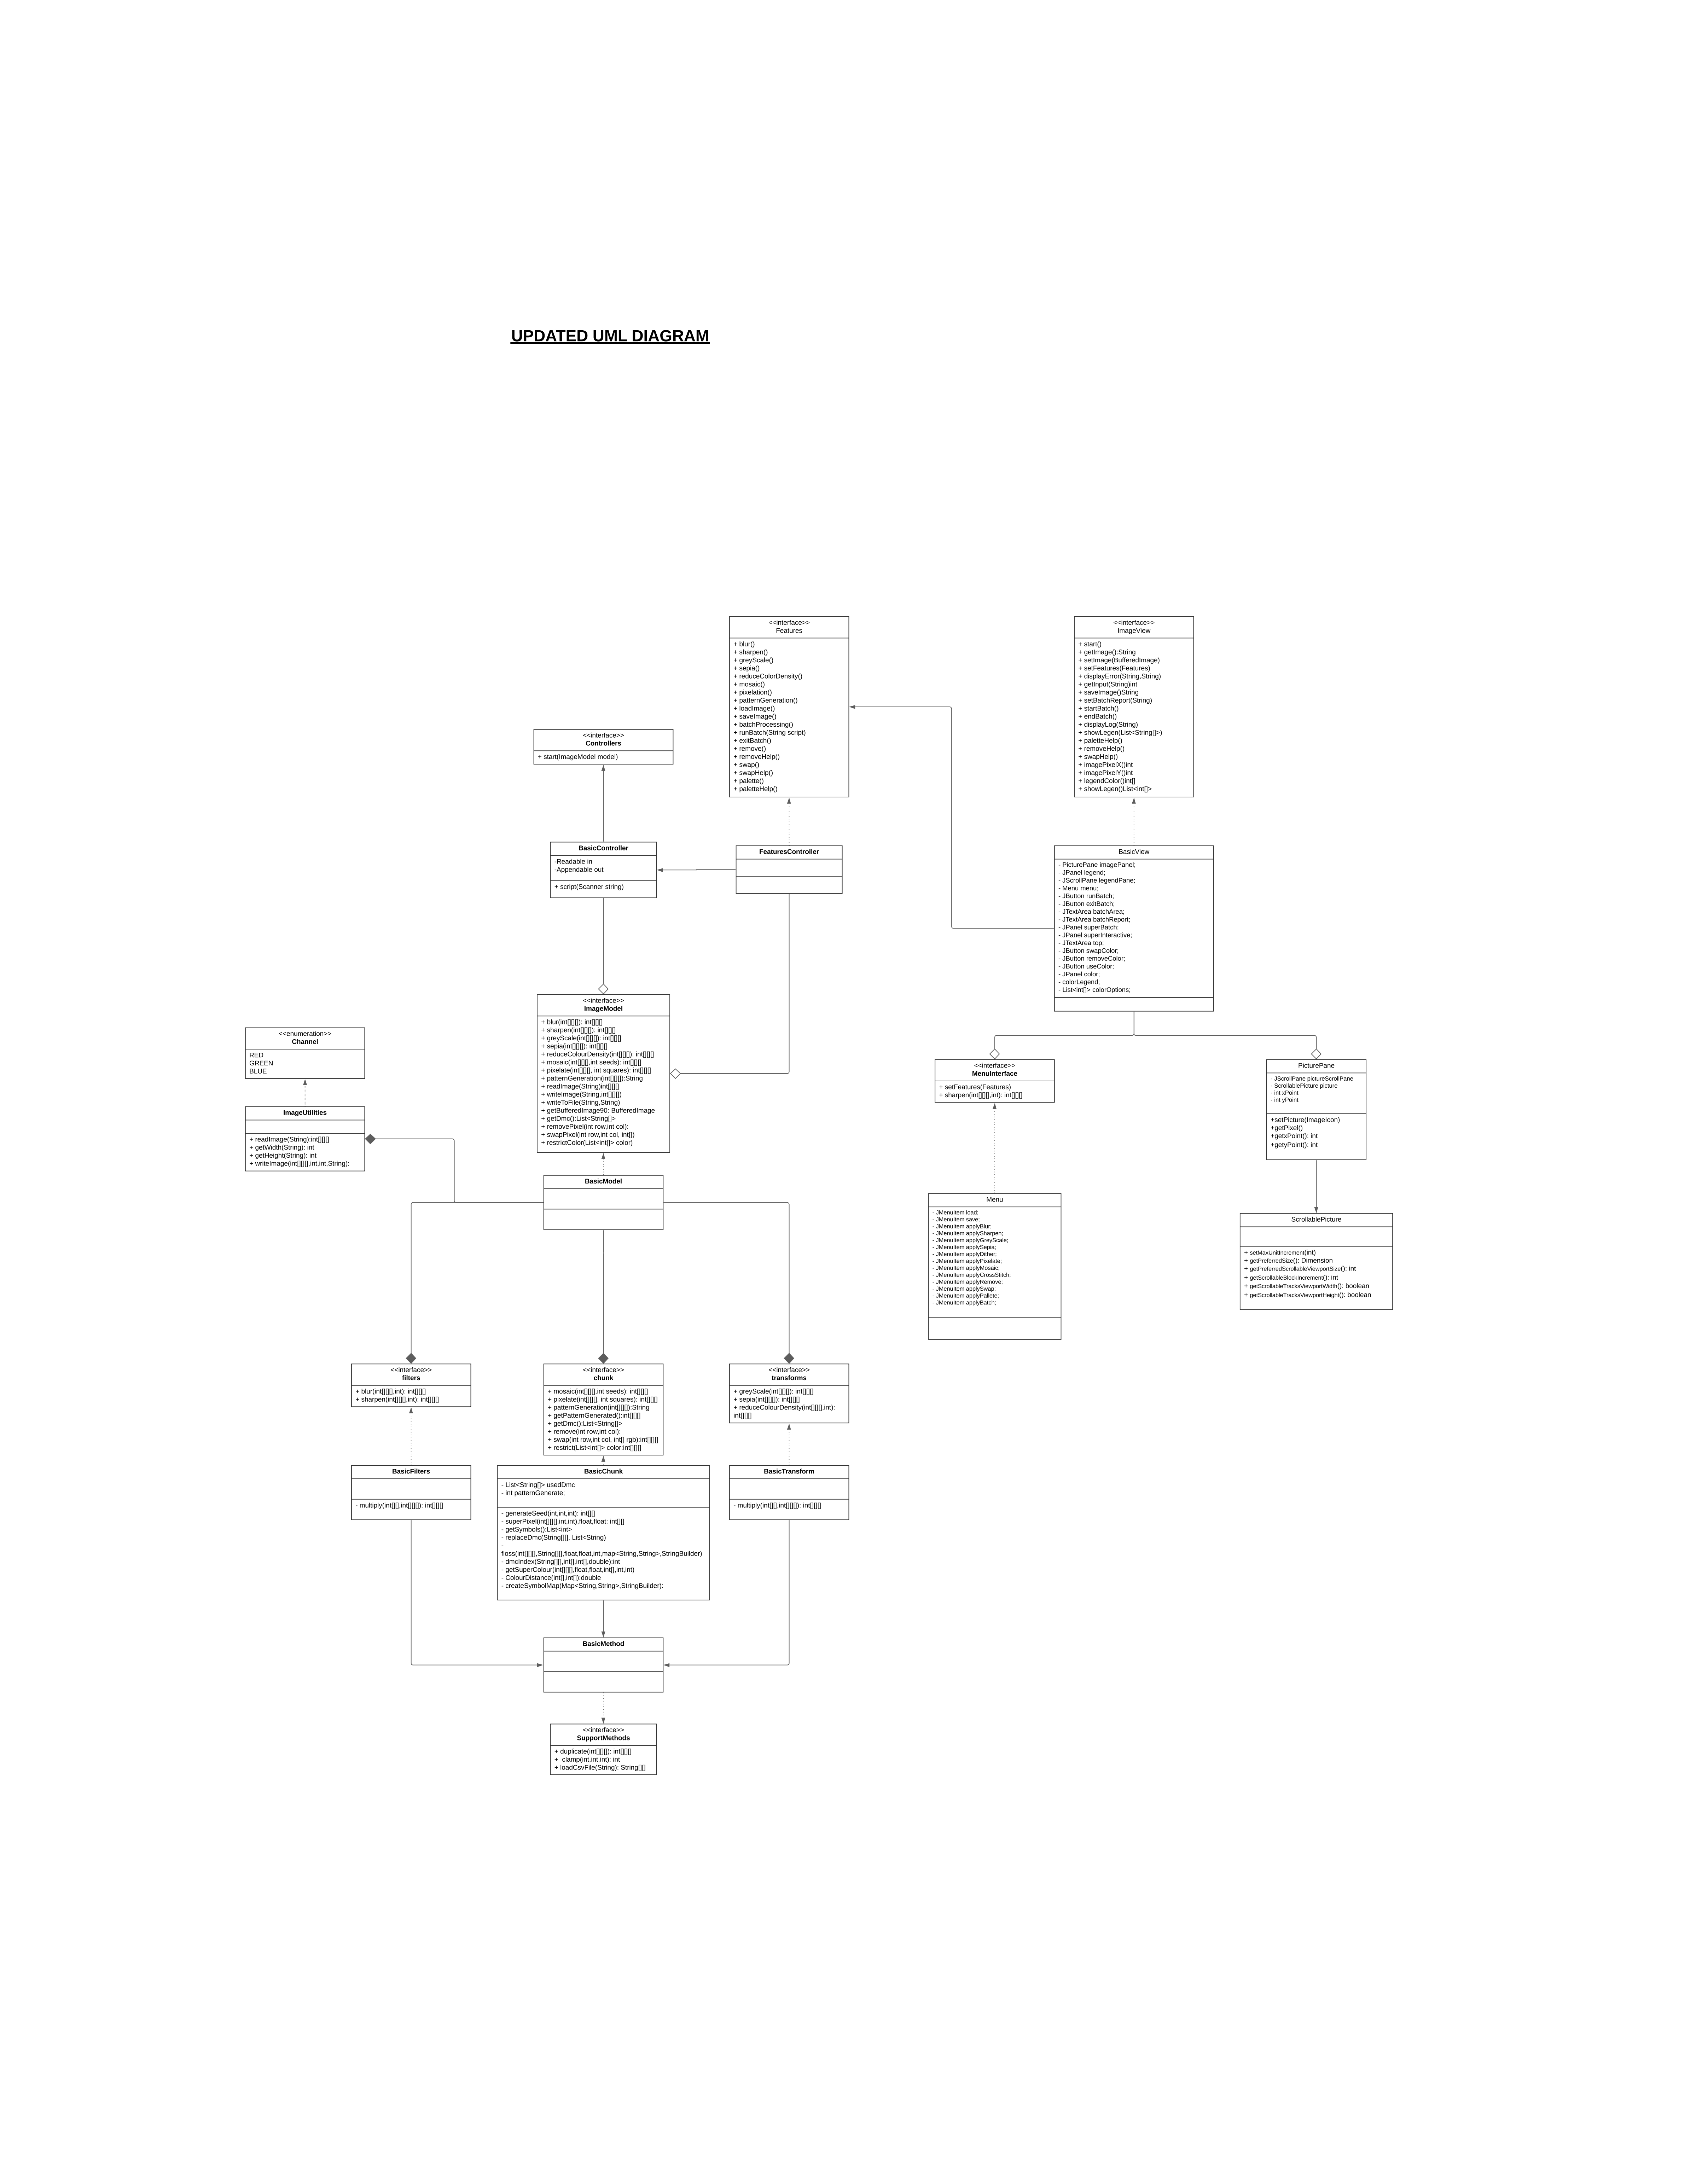 UPDATED UML DIAGRAM
<<interface>>
Features
+ blur()
+ sharpen()
+ greyScale()
+ sepia()
+ reduceColorDensity()
+ mosaic()
+ pixelation()
+ patternGeneration()
+ loadImage()
+ saveImage()
+ batchProcessing()
+ runBatch(String script)
+ exitBatch()
+ remove()
+ removeHelp()
+ swap()
+ swapHelp()
+ palette()
+ paletteHelp()
<<interface>>
ImageView
+ start()
+ getImage():String
+ setImage(BufferedImage)
+ setFeatures(Features)
+ displayError(String,String)
+ getInput(String)int
+ saveImage()String
+ setBatchReport(String)
+ startBatch()
+ endBatch()
+ displayLog(String)
+ showLegen(List<String[]>)
+ paletteHelp()
+ removeHelp()
+ swapHelp()
+ imagePixelX()int
+ imagePixelY()int
+ legendColor()int[]
+ showLegen()List<int[]>
<<interface>>
Controllers
+ start(ImageModel model)
BasicController
-Readable in
-Appendable out
+ script(Scanner string)
FeaturesController
BasicView
- PicturePane imagePanel;
- JPanel legend;
- JScrollPane legendPane;
- Menu menu;
- JButton runBatch;
- JButton exitBatch;
- JTextArea batchArea;
- JTextArea batchReport;
- JPanel superBatch;
- JPanel superInteractive;
- JTextArea top;
- JButton swapColor;
- JButton removeColor;
- JButton useColor;
- JPanel color;
- colorLegend;
- List<int[]> colorOptions;
<<interface>>
ImageModel
+ blur(int[][][]): int[][][]
+ sharpen(int[][][]): int[][][]
+ greyScale(int[][][]): int[][][]
+ sepia(int[][][]): int[][][]
+ reduceColourDensity(int[][][]): int[][][]
+ mosaic(int[][][],int seeds): int[][][]
+ pixelate(int[][][], int squares): int[][][]
+ patternGeneration(int[][][]):String
+ readImage(String)int[][][]
+ writeImage(String,int[][][])
+ writeToFile(String,String)
+ getBufferedImage90: BufferedImage
+ getDmc():List<String[]>
+ removePixel(int row,int col):
+ swapPixel(int row,int col, int[])
+ restrictColor(List<int[]> color)
<<enumeration>>
Channel
RED
GREEN
BLUE
ImageUtilities
+ readImage(String):int[][][]
+ getWidth(String): int
+ getHeight(String): int
+ writeImage(int[][][],int,int,String):
BasicModel
<<interface>>
MenuInterface
+ setFeatures(Features)
+ sharpen(int[][][],int): int[][][]
PicturePane
- JScrollPane pictureScrollPane
- ScrollablePicture picture
- int xPoint
- int yPoint
+setPicture(ImageIcon)
+getPixel()
+getxPoint(): int
+getyPoint(): int
Menu
- JMenuItem load;
- JMenuItem save;
- JMenuItem applyBlur;
- JMenuItem applySharpen;
- JMenuItem applyGreyScale;
- JMenuItem applySepia;
- JMenuItem applyDither;
- JMenuItem applyPixelate;
- JMenuItem applyMosaic;
- JMenuItem applyCrossStitch;
- JMenuItem applyRemove;
- JMenuItem applySwap;
- JMenuItem applyPallete;
- JMenuItem applyBatch;
ScrollablePicture
+ setMaxUnitIncrement(int)
+ getPreferredSize(): Dimension
+ getPreferredScrollableViewportSize(): int
+ getScrollableBlockIncrement(): int
+ getScrollableTracksViewportWidth(): boolean
+ getScrollableTracksViewportHeight(): boolean
<<interface>>
filters
+ blur(int[][][],int): int[][][]
+ sharpen(int[][][],int): int[][][]
<<interface>>
chunk
+ mosaic(int[][][],int seeds): int[][][]
+ pixelate(int[][][], int squares): int[][][]
+ patternGeneration(int[][][]):String
+ getPatternGenerated():int[][][]
+ getDmc():List<String[]>
+ remove(int row,int col):
+ swap(int row,int col, int[] rgb):int[][][]
+ restrict(List<int[]> color:int[][][]
<<interface>>
transforms
+ greyScale(int[][][]): int[][][]
+ sepia(int[][][]): int[][][]
+ reduceColourDensity(int[][][],int):
int[][][]
BasicFilters
- multiply(int[][],int[][][]): int[][][]
BasicChunk
- List<String[]> usedDmc
- int patternGenerate;
- generateSeed(int,int,int): int[][]
- superPixel(int[][][],int,int),float,float: int[][]
- getSymbols():List<int>
- replaceDmc(String[][], List<String)
-
floss(int[][][],String[][],float,float,int,map<String,String>,StringBuilder)
- dmcIndex(String[][],int[],int[],double):int
- getSuperColour(int[][][],float,float,int[],int,int)
- ColourDistance(int[],int[]):double
- createSymbolMap(Map<String,String>,StringBuilder):
BasicTransform
- multiply(int[][],int[][][]): int[][][]
BasicMethod
<<interface>>
SupportMethods
+ duplicate(int[][][]): int[][][]
+  clamp(int,int,int): int
+ loadCsvFile(String): String[][]